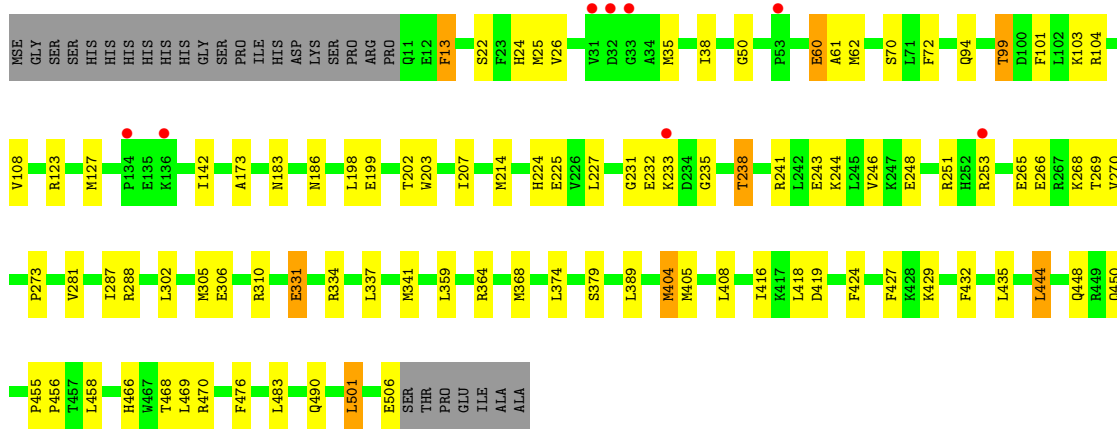 MSE GLY SER SER HIS HIS HIS HIS HIS HIS GLY SER PRO ILE HIS ASP LYS SER PRO ARG PRO Q11 E12 F13 S22 F23 H24 M25 V26 V31 D32 G33 A34 M35 I38 G50 P53 E60 A61 M62 S70 L71 F72 Q94 T99 D100 F101 L102 K103 R104
V108 R123 M127 P134 E135 K136 I142 A173 N183 N186 L198 E199 T202 W203 I207 M214 H224 E225 V226 L227 G231 E232 K233 D234 G235 T238 R241 L242 E243 K244 L245 V246 K247 E248 R251 H252 R253 E265 E266 R267 K268 T269 V270
P273 V281 I287 R288 L302 M305 E306 R310 E331 R334 L337 M341 L359 R364 M368 L374 S379 L389 M404 M405 L408 I416 K417 L418 D419 F424 F427 K428 K429 F432 L435 L444 Q448 R449 D450
P455 P456 T457 L458 H466 W467 T468 L469 R470 F476 L483 Q490 L501 E506 SER THR PRO GLU ILE ALA ALA